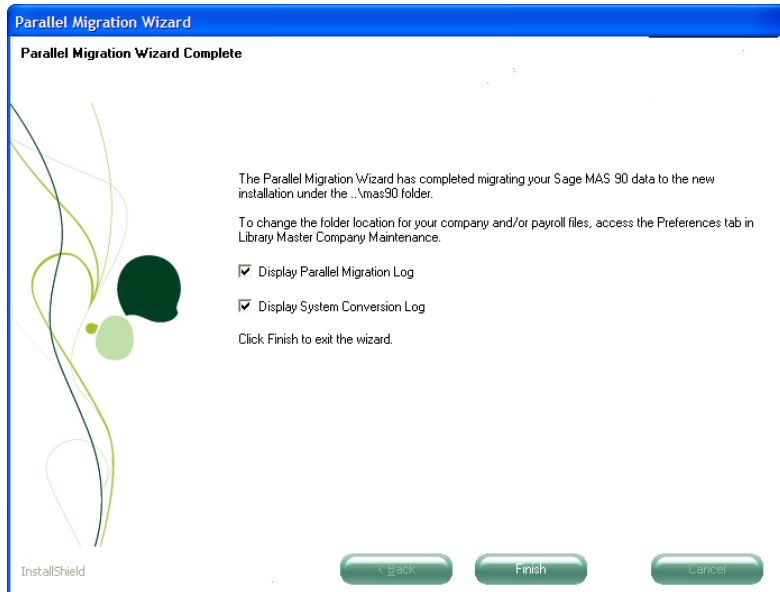 Parallel Migration Wizard
Parallel Migration Wizard Complete
The Parallel Migration Wizard has completed migrating your Sage MAS 90 data to the new
installation under the ..\mas90 folder.
To change the folder location for your company and/or payroll files, access the Preferences tab in
Library Master Company Maintenance.
Display Parallel Migration Log
Display System Conversion Log
Click Finish to exit the wizard.
InstallShield
< Back
Finish
Cancel